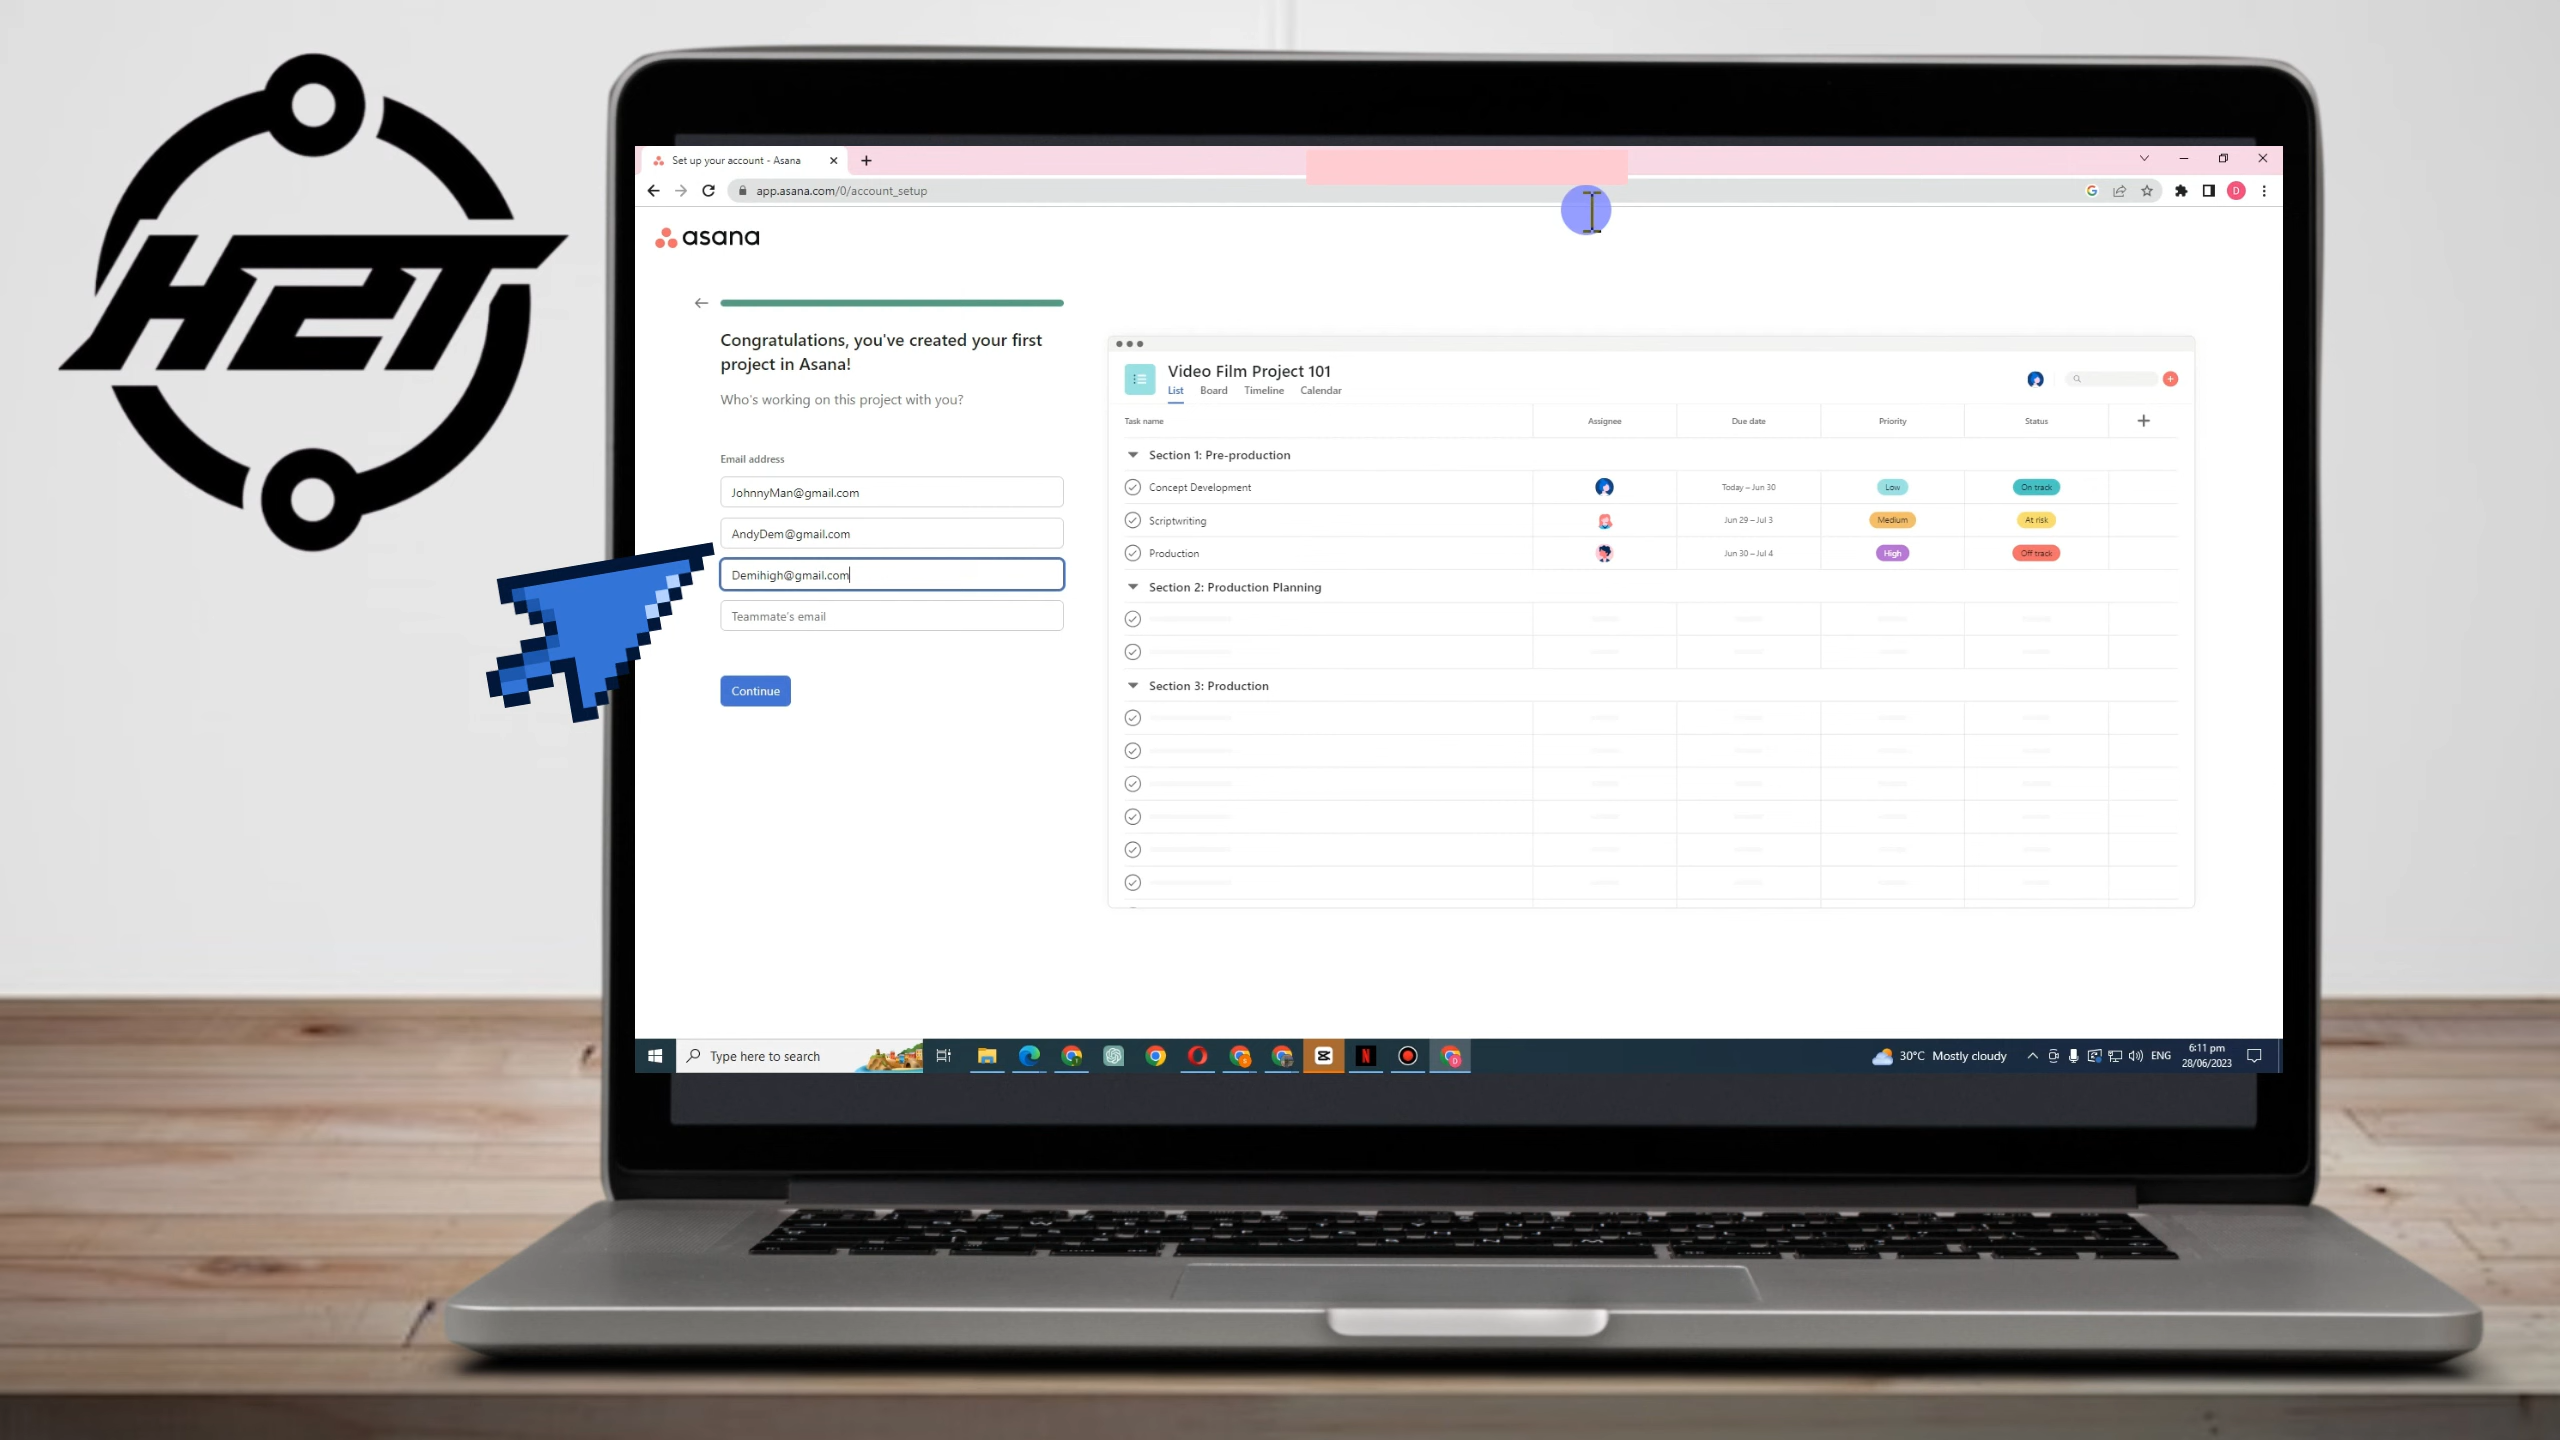 H2T
Set up your account - Asana
app.asana.com/0/account_setup
G
D
asana
Congratulations, you've created your first
project in Asana!
Who's working on this project with you?
Email address
JohnnyMan@gmail.com
AndyDem@gmail.com
Demihigh@gmail.com
Teammate's email
Continue
Video Film Project 101
List Board Timeline Calendar
Task name Assignee Due date Priority Status
Section 1: Pre-production
Concept Development Today – Jun 30 Low On track
Scriptwriting Jun 29 – Jul 3 Medium At risk
Production Jun 30 – Jul 4 High Off track
Section 2: Production Planning
Section 3: Production
Type here to search
N
30°C Mostly cloudy
ENG
6:11 pm
28/06/2023